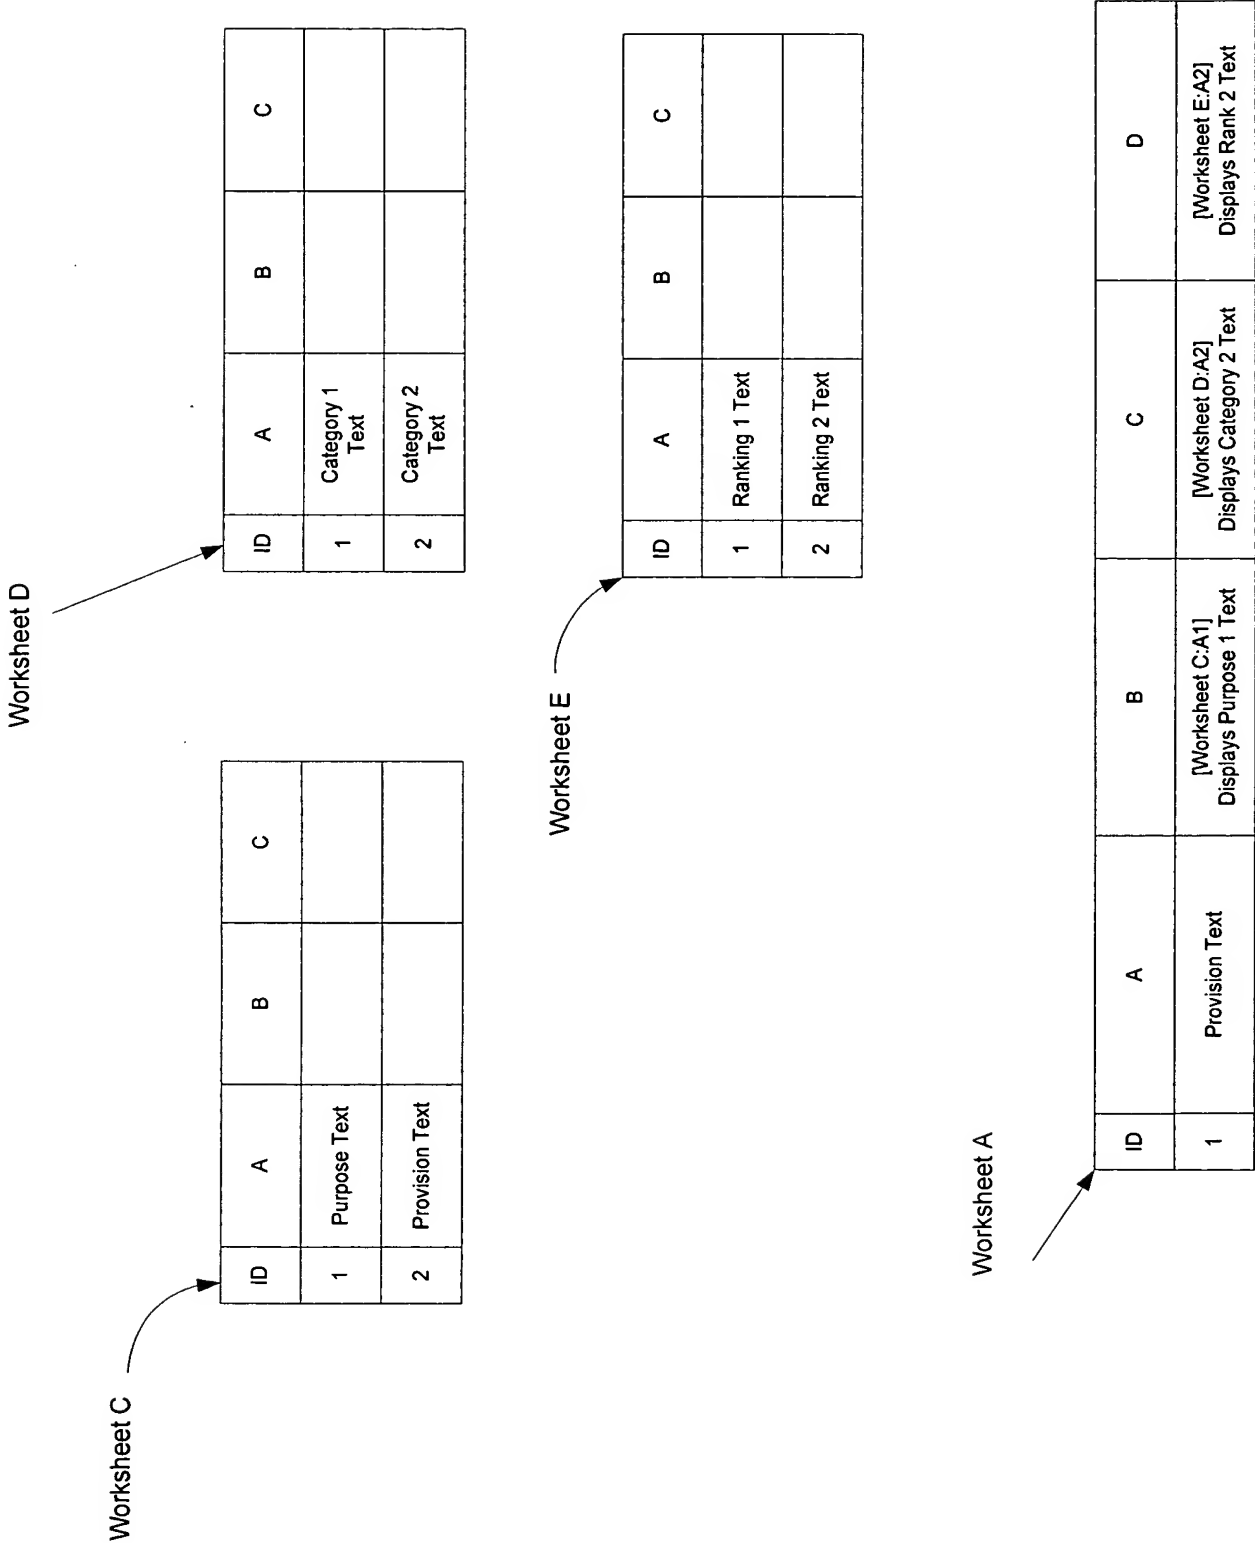 Worksheet C
ID A B C
1 Purpose Text
2 Provision Text
Worksheet D
ID A B C
1 Category 1
Text
2 Category 2
Text
Worksheet E
ID A B C
1 Ranking 1 Text
2 Ranking 2 Text
Worksheet A
ID A B C D
1 Provision Text
[Worksheet C:A1]
Displays Purpose 1 Text
[Worksheet D:A2]
Displays Category 2 Text
[Worksheet E:A2]
Displays Rank 2 Text